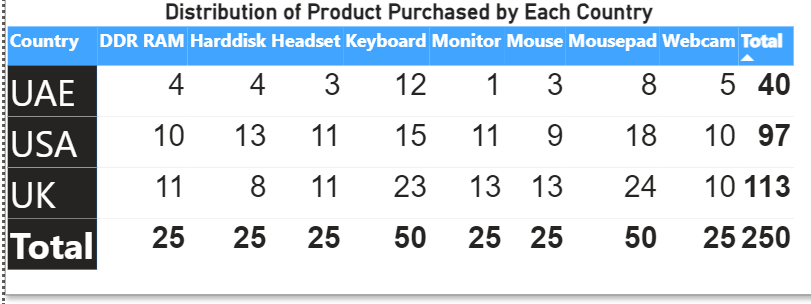 Distribution of Product Purchased by Each Country
Country DDR RAM Harddisk Headset Keyboard Monitor Mouse Mousepad Webcam Total
UAE 4 4 3 12 1 3 8 5 40
USA 10 13 11 15 11 9 18 10 97
UK 11 8 11 23 13 13 24 10 113
Total 25 25 25 50 25 25 50 25 250